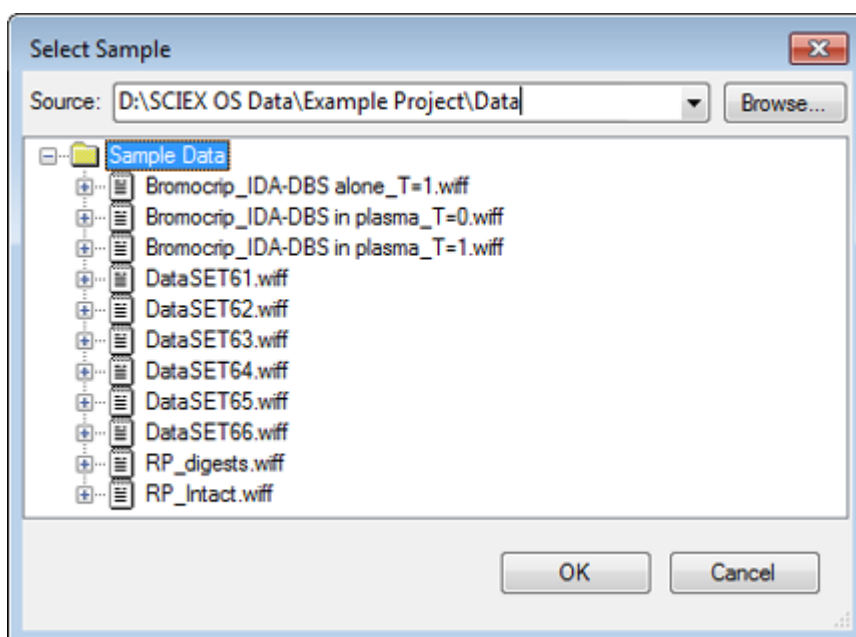 Select Sample
Source: D:\SCIEX OS Data\Example Project\Data Browse...
Sample Data
Bromocrip_IDA-DBS alone_T=1.wiff
Bromocrip_IDA-DBS in plasma_T=0.wiff
Bromocrip_IDA-DBS in plasma_T=1.wiff
DataSET61.wiff
DataSET62.wiff
DataSET63.wiff
DataSET64.wiff
DataSET65.wiff
DataSET66.wiff
RP_digests.wiff
RP_Intact.wiff
OK Cancel